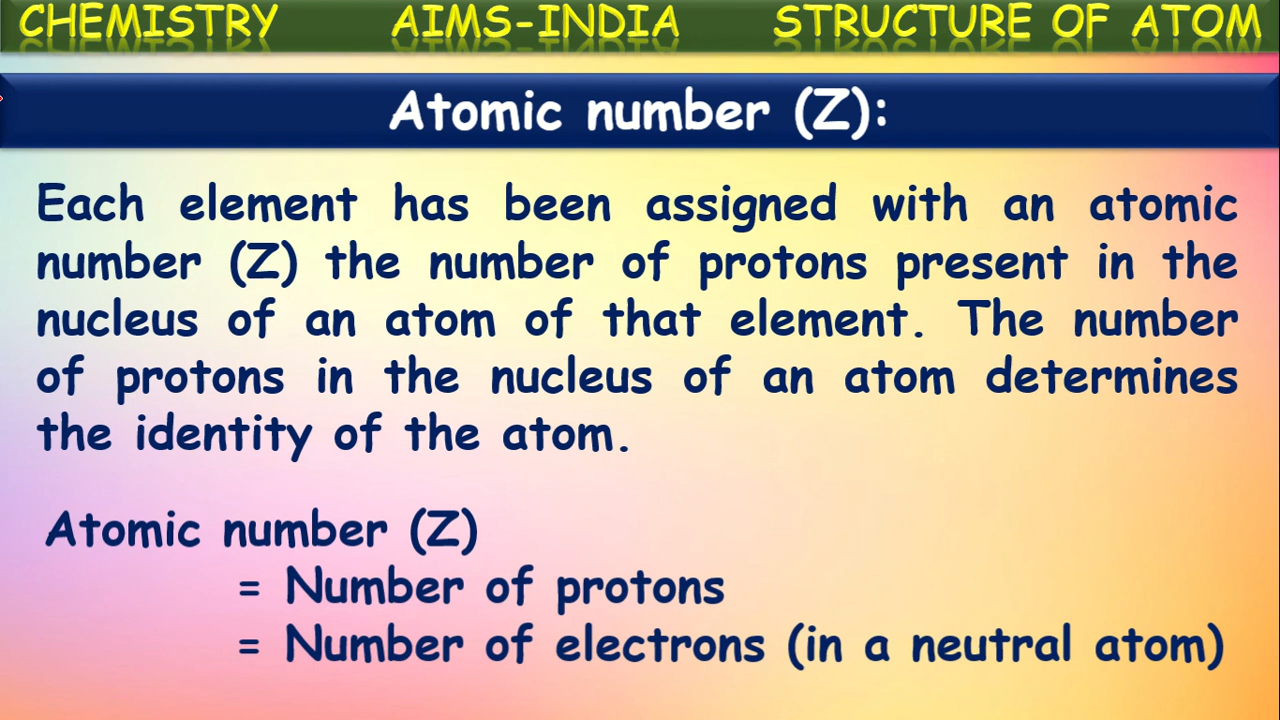 CHEMISTRY AIMS-INDIA STRUCTURE OF ATOM
Atomic number (Z):
Each element has been assigned with an atomic
number (Z) the number of protons present in the
nucleus of an atom of that element. The number
of protons in the nucleus of an atom determines
the identity of the atom.
Atomic number (Z)
= Number of protons
= Number of electrons (in a neutral atom)